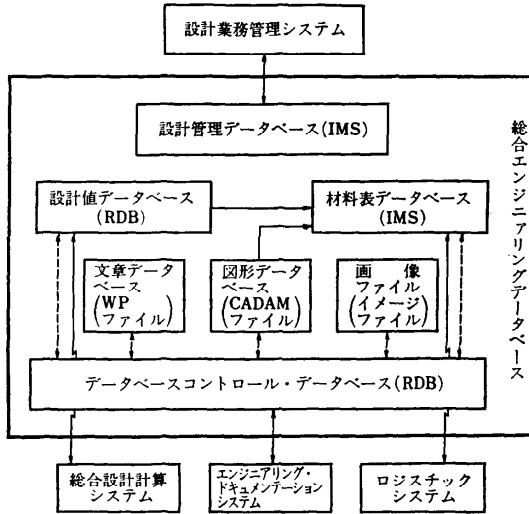 設計業務管理システム
設計管理データベース(IMS)
総合エンジニアリングデータベース
設計値データベース
(RDB)
材料表データベース
(IMS)
文章データ
ベース
(WP
ファイル)
図形データ
ベース
(CADAM
ファイル)
画像
ファイル
(イメージ
ファイル)
データベースコントロール・データベース(RDB)
総合設計計算
システム
エンジニアリング・
ドキュメンテーション
システム
ロジスチック
システム